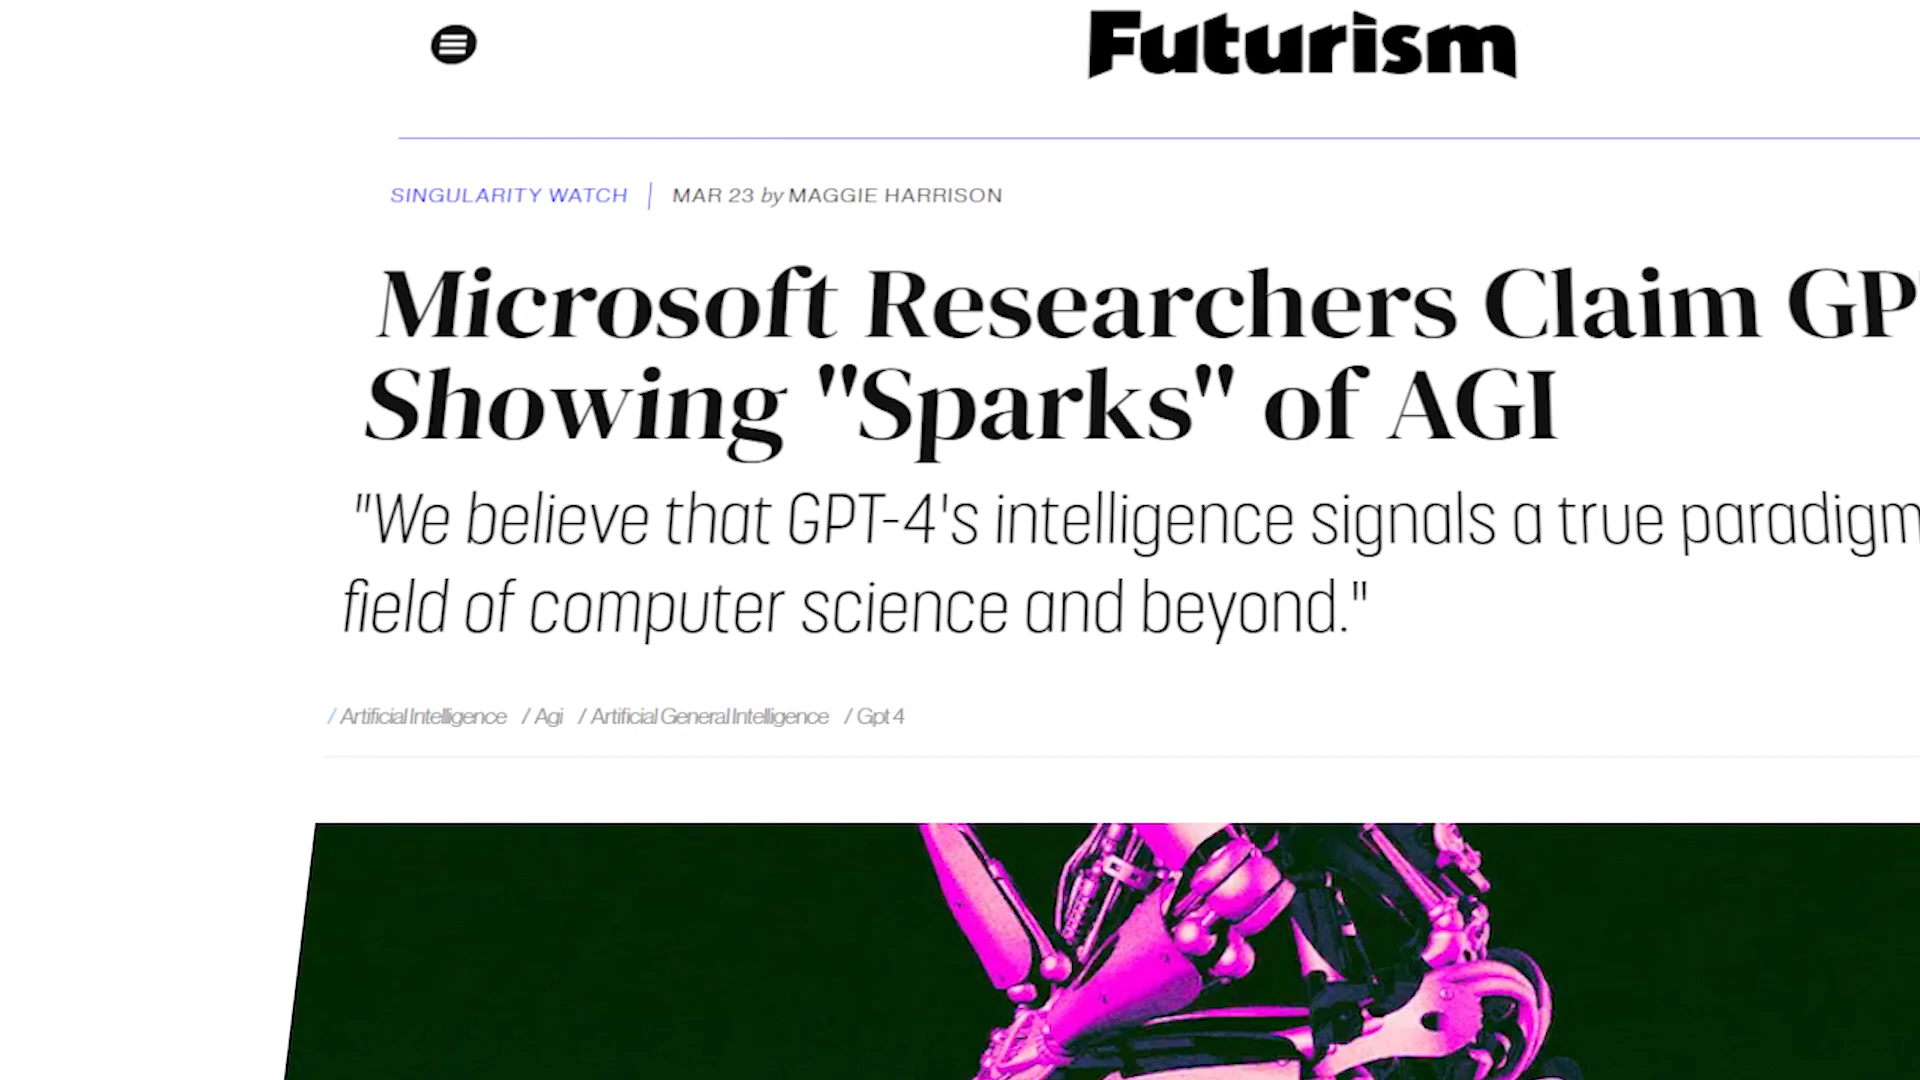 Futurism
SINGULARITY WATCH | MAR 23 by MAGGIE HARRISON
Microsoft Researchers Claim
Showing "Sparks" of AGI
"We believe that GPT-4's intelligence signals a true
field of computer science and beyond."
/ Artificial Intelligence / Agi / Artificial General Intelligence / Gpt 4